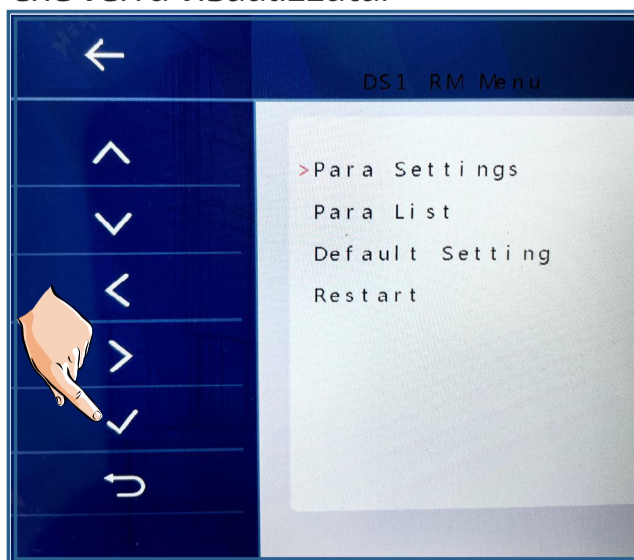 DS1 RM Menu
>Para Settings
Para List
Default Setting
Restart